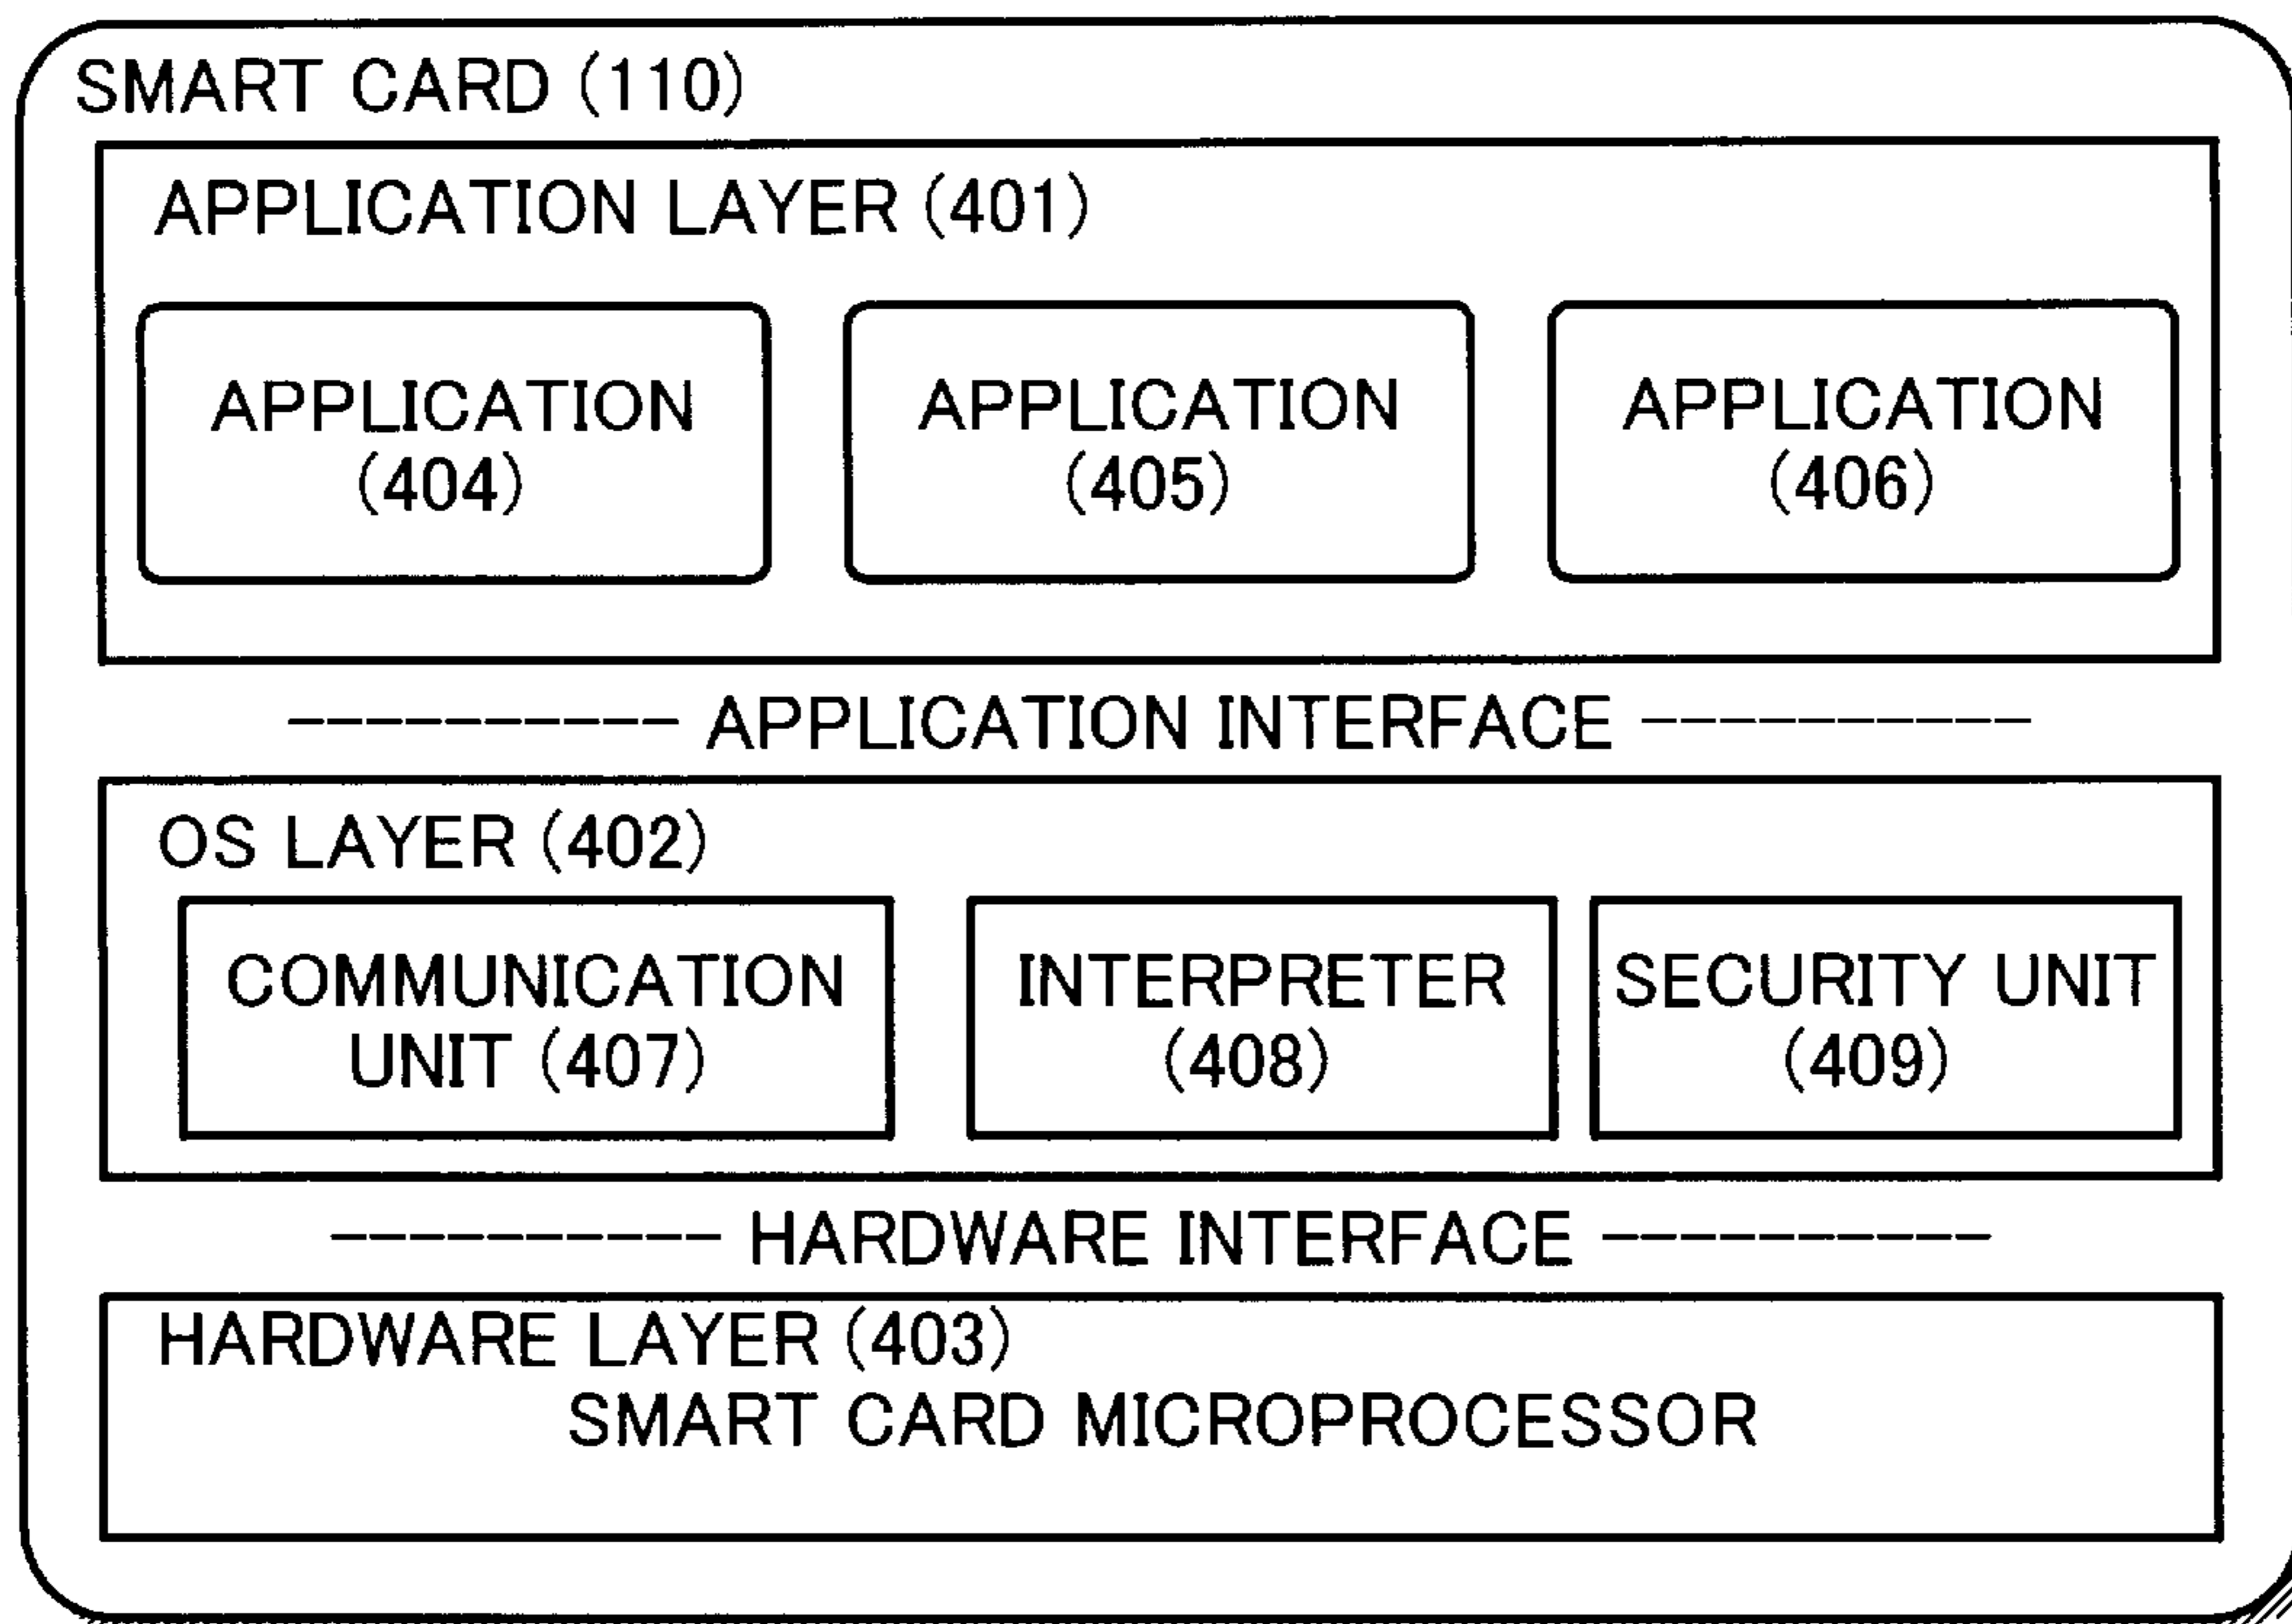 SMART CARD (110)
APPLICATION LAYER (401)
APPLICATION
(404)
APPLICATION
(405)
APPLICATION
(406)
APPLICATION INTERFACE
OS LAYER (402)
COMMUNICATION
UNIT (407)
INTERPRETER
(408)
SECURITY UNIT
(409)
HARDWARE INTERFACE
HARDWARE LAYER (403)
SMART CARD MICROPROCESSOR